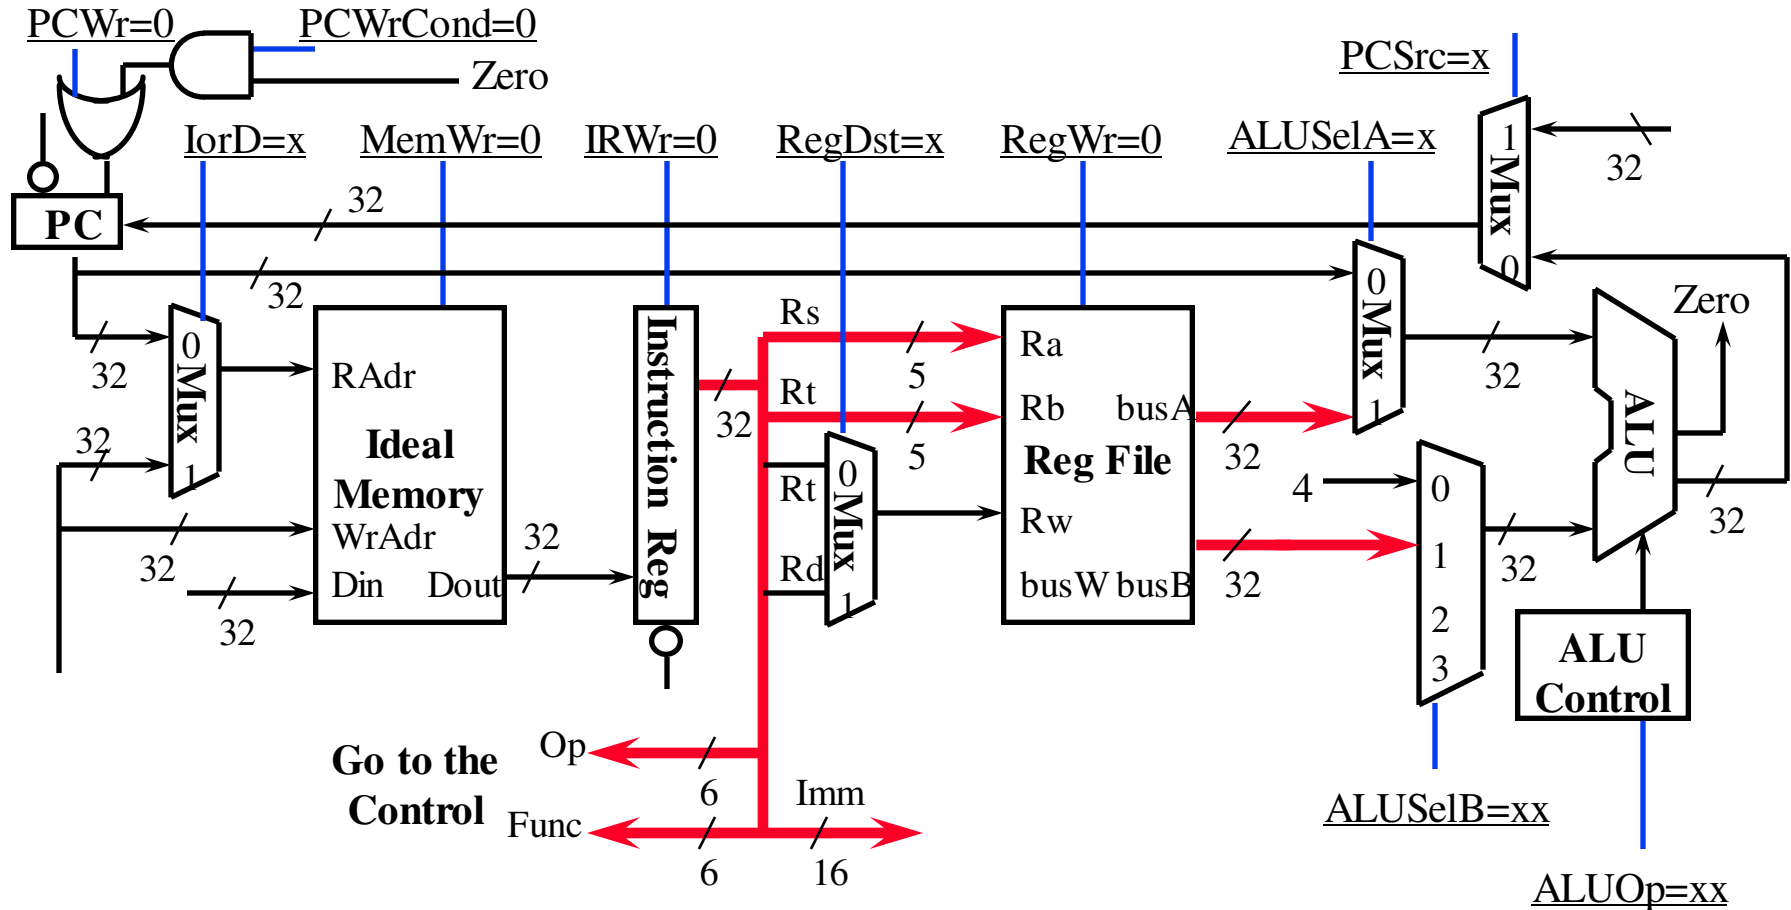 PCWr=0
PCWrCond=0
Zero
PCSrc=x
IorD=x
MemWr=0
IRWr=0
RegDst=x
RegWr=0
ALUSelA=x
1
Mux
0
32
32
PC
32
0
Mux
1
32
32
32
32
RAdr
Ideal
Memory
WrAdr
Din
Dout
32
Instruction Reg
32
Rs
5
Rt
5
Rt
Rd
0
Mux
1
Ra
Rb
busA
Reg File
Rw
busW
busB
32
32
0
Mux
1
32
4
0
1
2
3
32
ALU
Zero
32
ALU
Control
Go to the
Control
Op
6
Func
6
Imm
16
ALUSelB=xx
ALUOp=xx